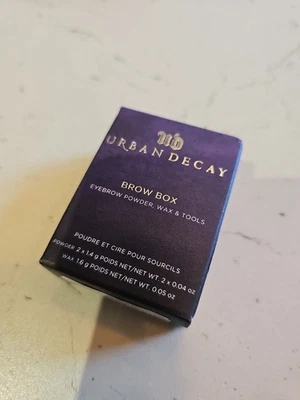 UD
URBAN DECAY
BROW BOX
EYEBROW POWDER, WAX & TOOLS
POUDRE ET CIRE POUR SOURCILS
POWDER 2 x 1.4 g POIDS NET/NET WT. 2 x 0.04 oz
WAX 1.6 g POIDS NET/NET WT. 0.05 oz